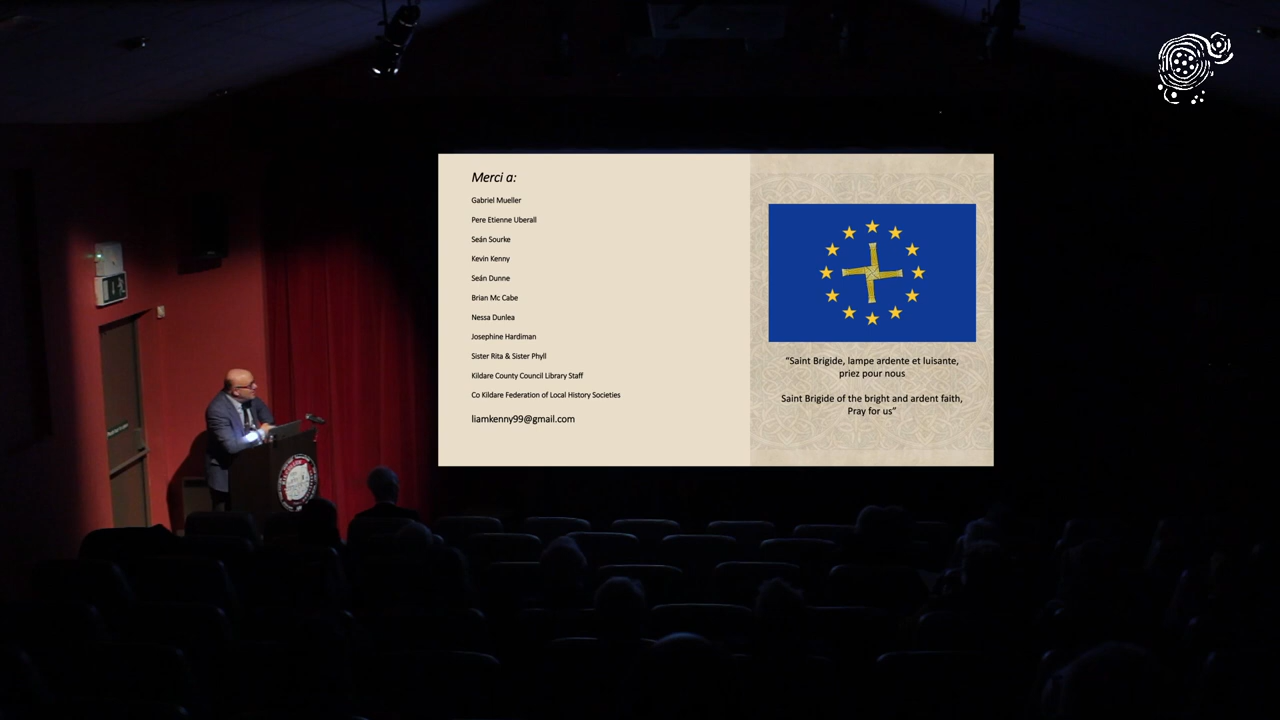 Merci a:
Gabriel Mueller
Pere Etienne Uberall
Seán Sourke
Kevin Kenny
Seán Dunne
Brian Mc Cabe
Nessa Dunlea
Josephine Hardiman
Sister Rita & Sister Phyll
Kildare County Council Library Staff
Co Kildare Federation of Local History Societies
liamkenny99@gmail.com
“Saint Brigide, lampe ardente et luisante,
priez pour nous
Saint Brigide of the bright and ardent faith,
Pray for us”